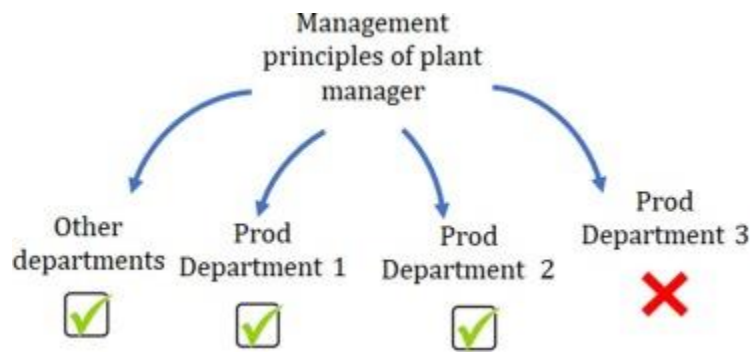 Management
principles of plant
manager
Other
departments
Prod
Department 1
Prod
Department 2
Prod
Department 3